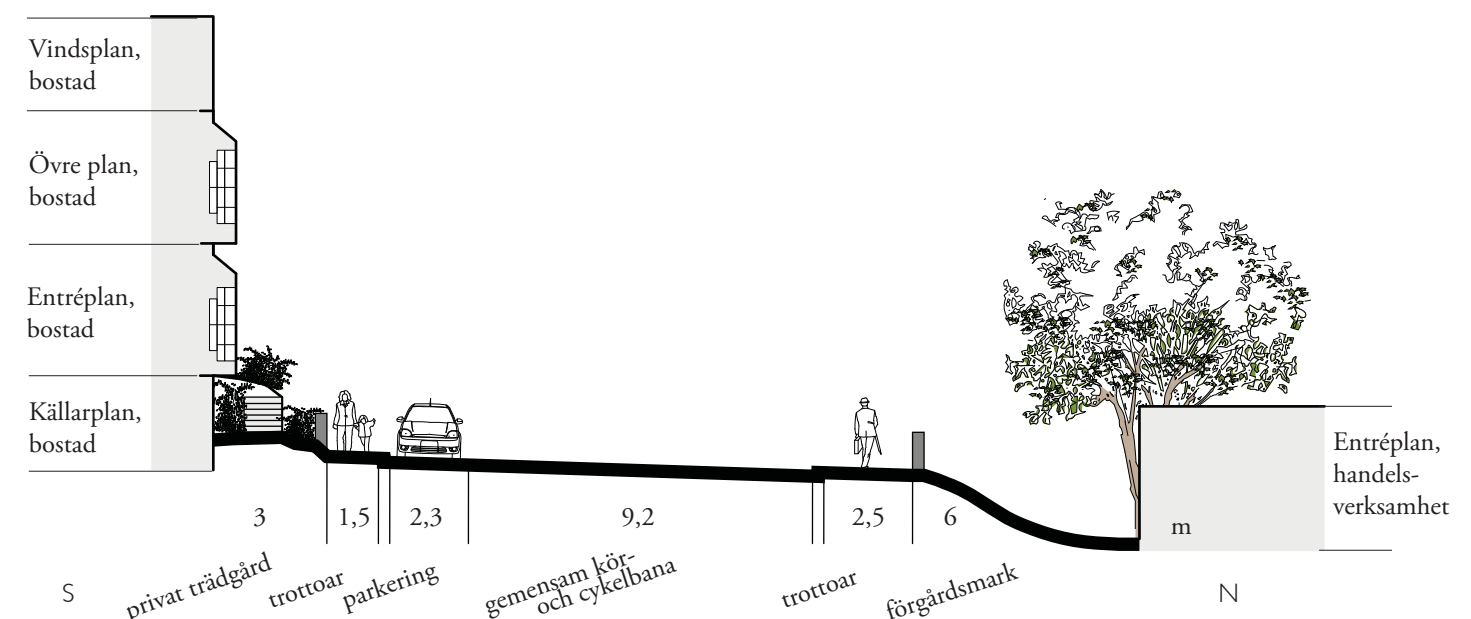 Vindsplan,
bostad
Övre plan,
bostad
Entréplan,
bostad
Källarplan,
bostad
Entréplan,
handels-
verksamhet
3
1,5
2,3
9,2
2,5
6
m
S
privat trädgård
trottoar
parkering
gemensam kör-
och cykelbana
trottoar
förgårdsmark
N